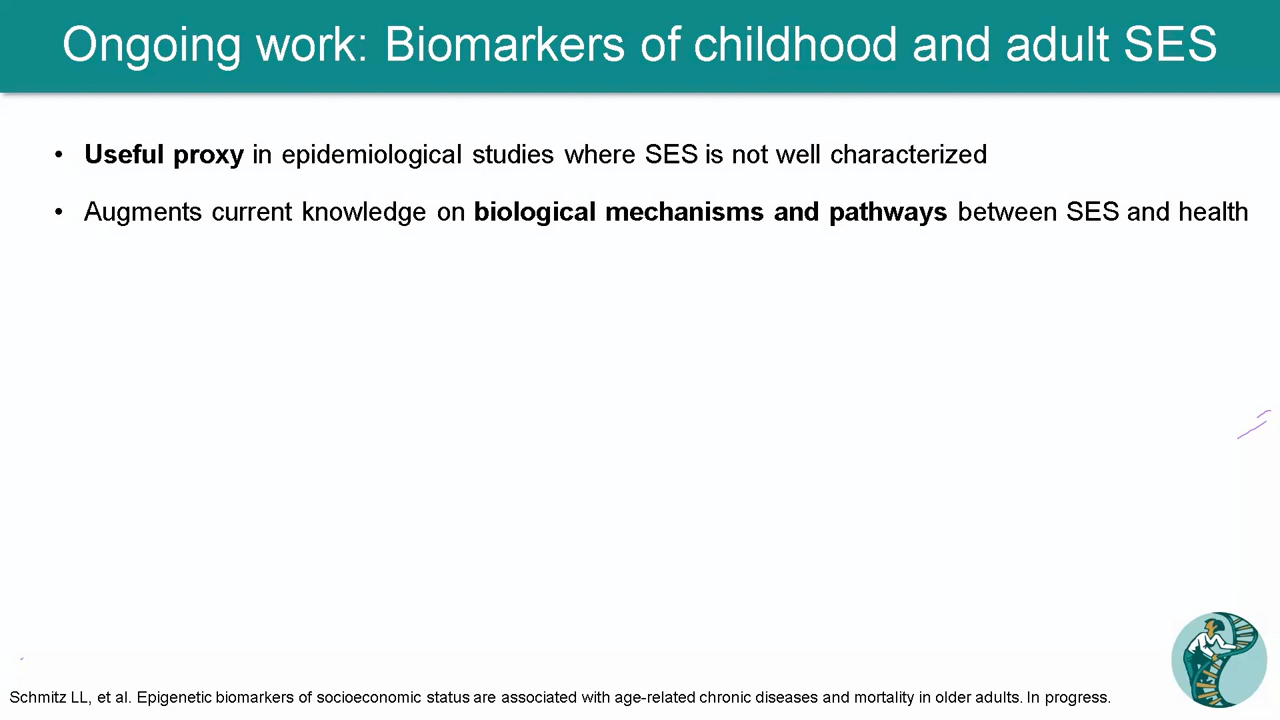 Ongoing work: Biomarkers of childhood and adult SES
• Useful proxy in epidemiological studies where SES is not well characterized
• Augments current knowledge on biological mechanisms and pathways between SES and health
Schmitz LL, et al. Epigenetic biomarkers of socioeconomic status are associated with age-related chronic diseases and mortality in older adults. In progress.